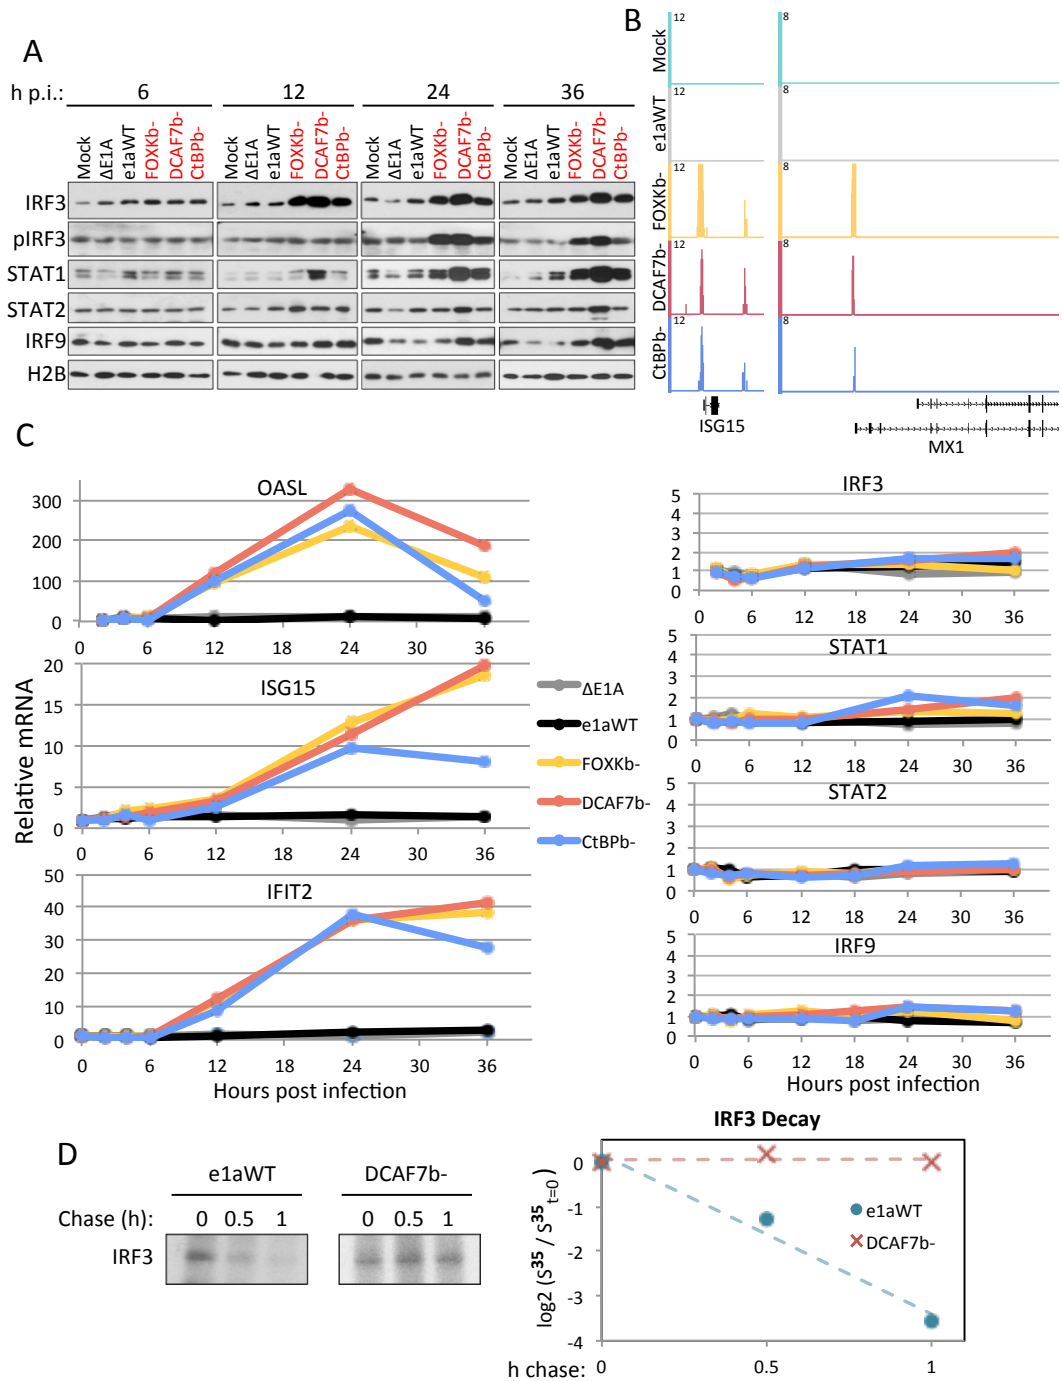 A
h p.i.: 6 12 24 36
Mock ΔE1A e1aWT FOXKb- DCAF7b- CtBPb- Mock ΔE1A e1aWT FOXKb- DCAF7b- CtBPb- Mock ΔE1A e1aWT FOXKb- DCAF7b- CtBPb- Mock ΔE1A e1aWT FOXKb- DCAF7b- CtBPb-
IRF3
pIRF3
STAT1
STAT2
IRF9
H2B
B
Mock 12 8
e1aWT 12 8
FOXKb- 12 8
DCAF7b- 12 8
CtBPb- 12 8
ISG15
MX1
C
Relative mRNA
OASL
300
200
100
0
0 6 12 18 24 30 36
ISG15
20
15
10
5
0
0 6 12 18 24 30 36
IFIT2
50
40
30
20
10
0
0 6 12 18 24 30 36
Hours post infection
ΔE1A
e1aWT
FOXKb-
DCAF7b-
CtBPb-
IRF3
5
4
3
2
1
0
0 6 12 18 24 30 36
STAT1
5
4
3
2
1
0
0 6 12 18 24 30 36
STAT2
5
4
3
2
1
0
0 6 12 18 24 30 36
IRF9
5
4
3
2
1
0
0 6 12 18 24 30 36
Hours post infection
D
e1aWT DCAF7b-
Chase (h): 0 0.5 1 0 0.5 1
IRF3
IRF3 Decay
log2 (S35 / S35 t=0)
0
-1
-2
-3
-4
e1aWT
DCAF7b-
h chase: 0 0.5 1